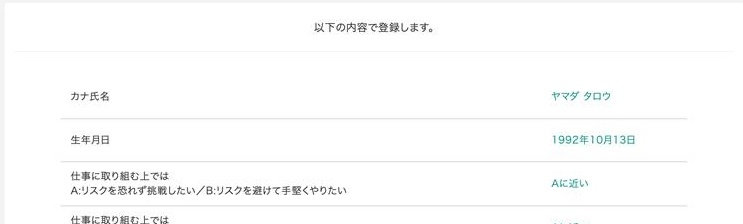 以下の内容で登録します。
カナ氏名 ヤマダ タロウ
生年月日 1992年10月13日
仕事に取り組む上では
A:リスクを恐れず挑戦したい／B:リスクを避けて手堅くやりたい
Aに近い
仕事に取り組む上では